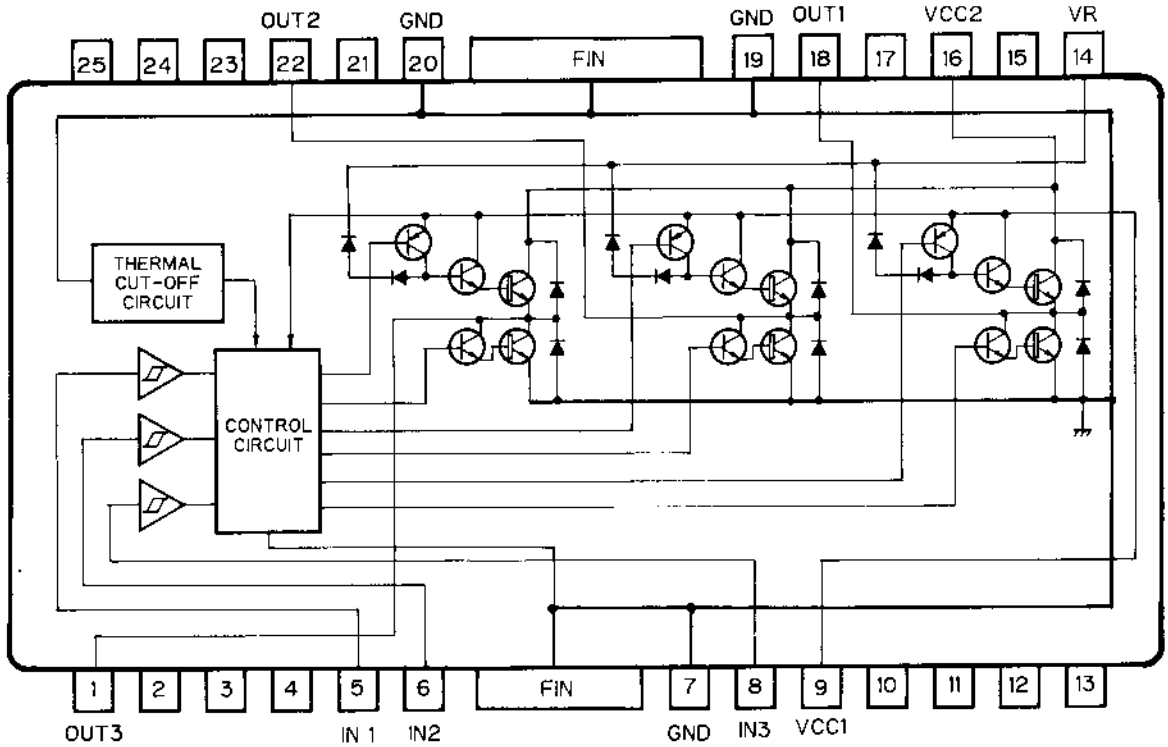 OUT2 GND GND OUT1 VCC2 VR
25 24 23 22 21 20 FIN 19 18 17 16 15 14
THERMAL
CUT-OFF
CIRCUIT
CONTROL
CIRCUIT
1 2 3 4 5 6 FIN 7 8 9 10 11 12 13
OUT3 IN 1 IN2 GND IN3 VCC1